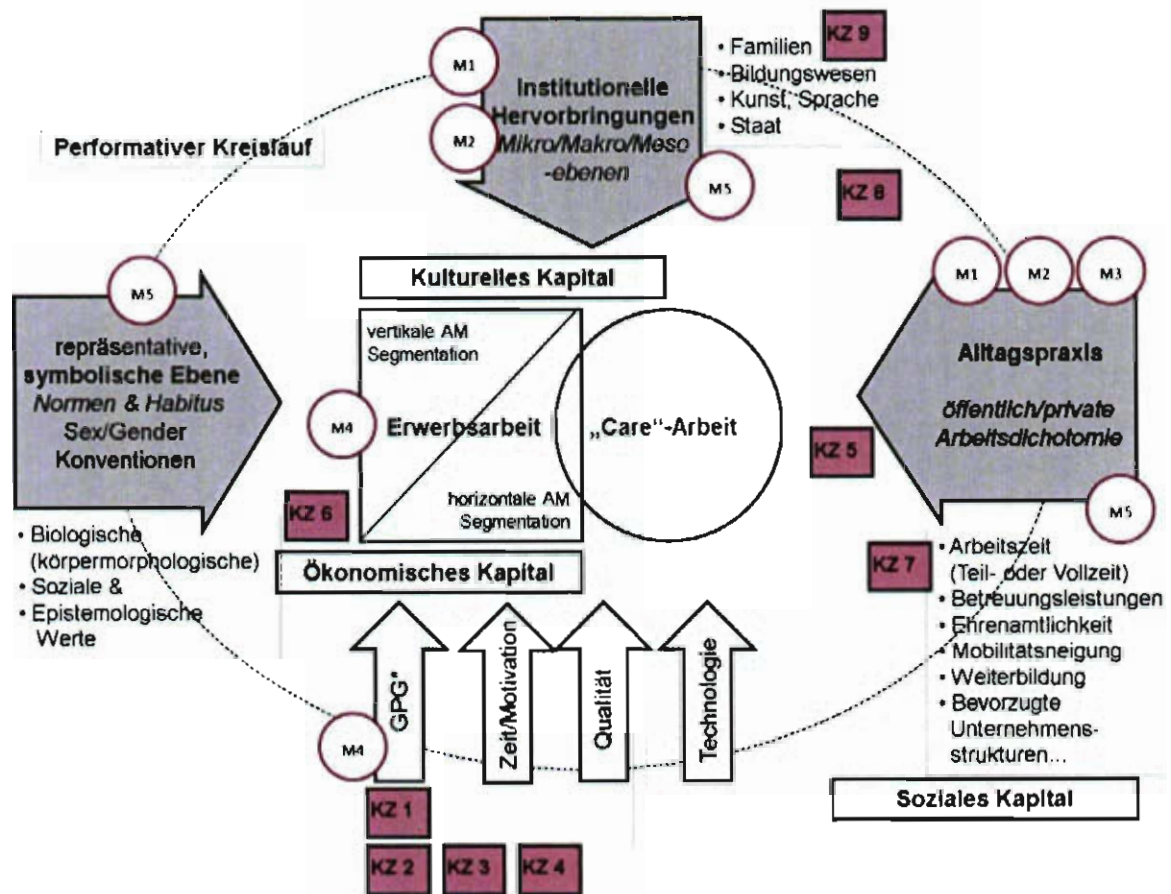 KZ 9
• Familien
• Bildungswesen
• Kunst, Sprache
• Staat
M1
M2
Institutionelle
Hervorbringungen
Mikro/Makro/Meso
-ebenen
M5
Performativer Kreislauf
KZ 8
M5
repräsentative,
symbolische Ebene
Normen & Habitus
Sex/Gender
Konventionen
• Biologische
(körpermorphologische)
• Soziale &
• Epistemologische
Werte
Kulturelles Kapital
vertikale AM
Segmentation
M4
Erwerbsarbeit
„Care“-Arbeit
horizontale AM
Segmentation
KZ 6
Ökonomisches Kapital
M1
M2
M3
Alltagspraxis
öffentlich/private
Arbeitsdichotomie
KZ 5
M5
KZ 7
• Arbeitszeit
(Teil- oder Vollzeit)
• Betreuungsleistungen
• Ehrenamtlichkeit
• Mobilitätsneigung
• Weiterbildung
• Bevorzugte
Unternehmens-
strukturen...
Soziales Kapital
GPG*
Zeit/Motivation
Qualität
Technologie
M4
KZ 1
KZ 2
KZ 3
KZ 4